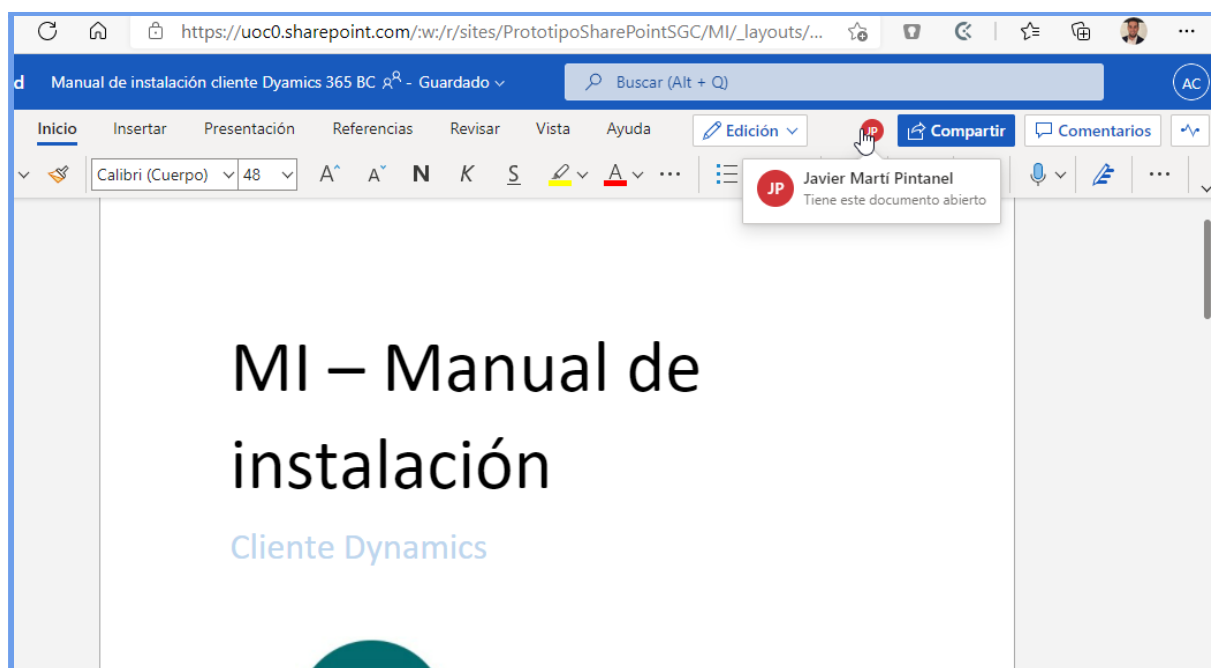 https://uoc0.sharepoint.com/:w:/r/sites/PrototipoSharePointSGC/MI/_layouts/...
d Manual de instalación cliente Dyamics 365 BC - Guardado
Buscar (Alt + Q)
AC
Inicio Insertar Presentación Referencias Revisar Vista Ayuda Edición JP Compartir Comentarios
Calibri (Cuerpo) 48 A A N K S A
JP Javier Martí Pintanel
Tiene este documento abierto
MI – Manual de
instalación
Cliente Dynamics